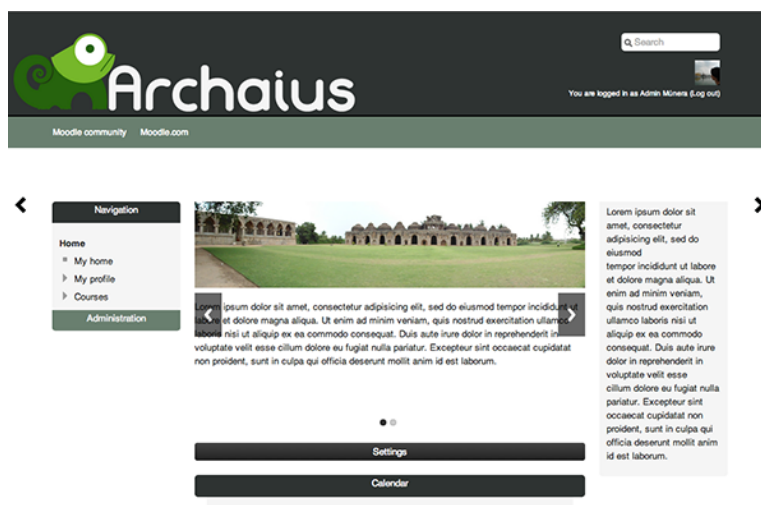 Archaius
Search
You are logged in as Admin Múnera (Log out)
Moodle community
Moodle.com
Navigation
Home
My home
My profile
Courses
Administration
Lorem ipsum dolor sit amet, consectetur adipisicing elit, sed do eiusmod tempor incididunt ut
labore et dolore magna aliqua. Ut enim ad minim veniam, quis nostrud exercitation ullamco
laboris nisi ut aliquip ex ea commodo consequat. Duis aute irure dolor in reprehenderit in
voluptate velit esse cillum dolore eu fugiat nulla pariatur. Excepteur sint occaecat cupidatat
non proident, sunt in culpa qui officia deserunt mollit anim id est laborum.
Settings
Calendar
Lorem ipsum dolor sit
amet, consectetur
adipisicing elit, sed do
eiusmod
tempor incididunt ut labore
et dolore magna aliqua. Ut
enim ad minim veniam,
quis nostrud exercitation
ullamco laboris nisi ut
aliquip ex ea commodo
consequat. Duis aute irure
dolor in reprehenderit in
voluptate velit esse
cillum dolore eu fugiat nulla
pariatur. Excepteur sint
occaecat cupidatat non
proident, sunt in culpa qui
officia deserunt mollit anim
id est laborum.